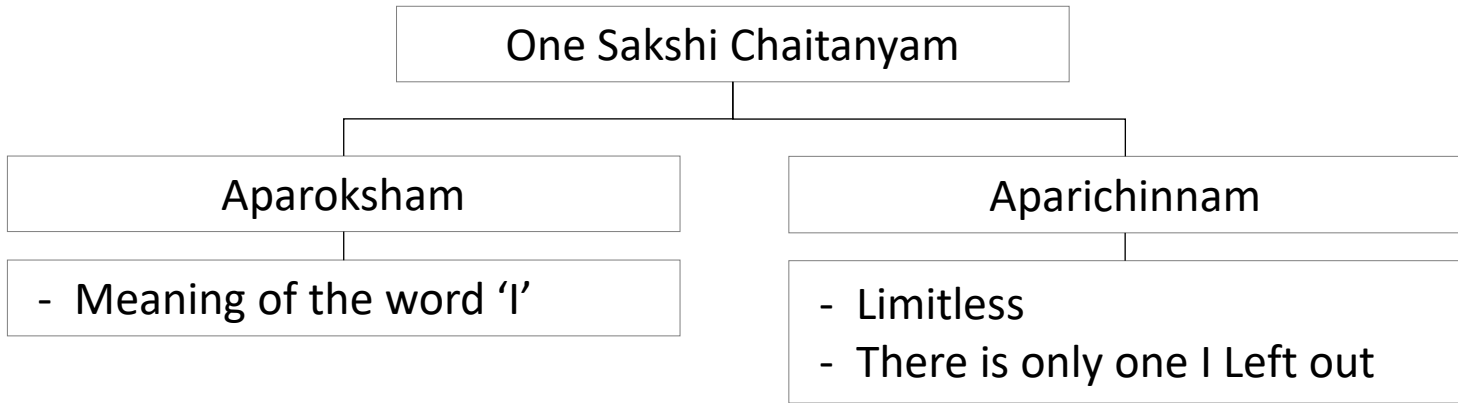 One Sakshi Chaitanyam
Aparoksham
- Meaning of the word ‘I’
Aparichinnam
- Limitless
- There is only one I Left out